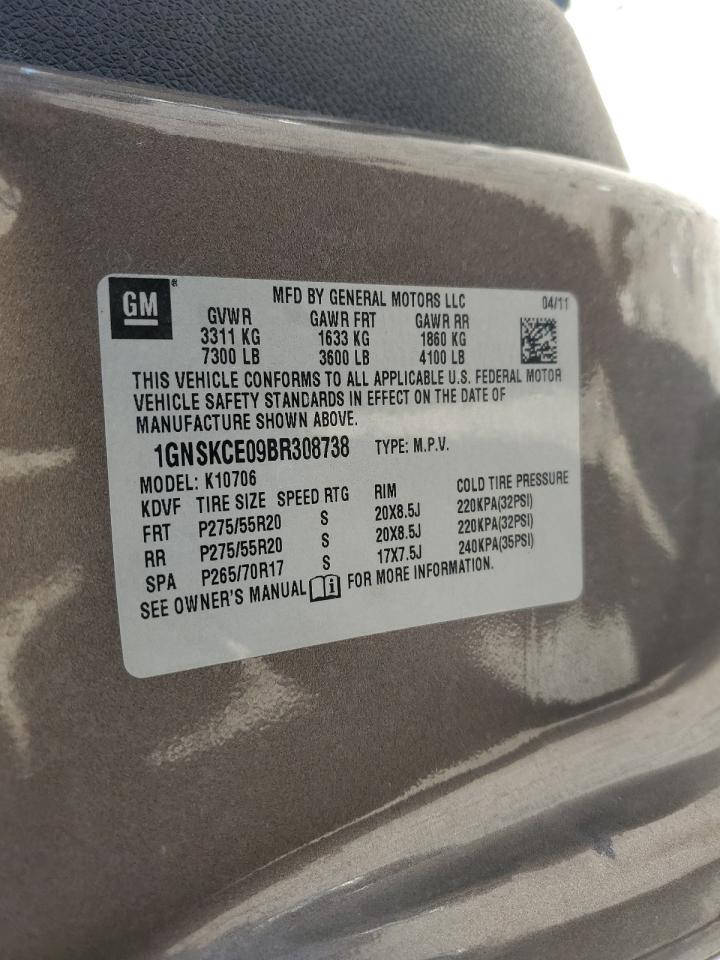 GM ®
MFD BY GENERAL MOTORS LLC 04/11
GVWR GAWR FRT GAWR RR
3311 KG 1633 KG 1860 KG
7300 LB 3600 LB 4100 LB
THIS VEHICLE CONFORMS TO ALL APPLICABLE U.S. FEDERAL MOTOR
VEHICLE SAFETY STANDARDS IN EFFECT ON THE DATE OF
MANUFACTURE SHOWN ABOVE.
1GNSKCE09BR308738 TYPE: M.P.V.
MODEL: K10706
KDVF TIRE SIZE SPEED RTG RIM COLD TIRE PRESSURE
FRT P275/55R20 S 20X8.5J 220KPA(32PSI)
RR P275/55R20 S 20X8.5J 220KPA(32PSI)
SPA P265/70R17 S 17X7.5J 240KPA(35PSI)
SEE OWNER'S MANUAL i FOR MORE INFORMATION.